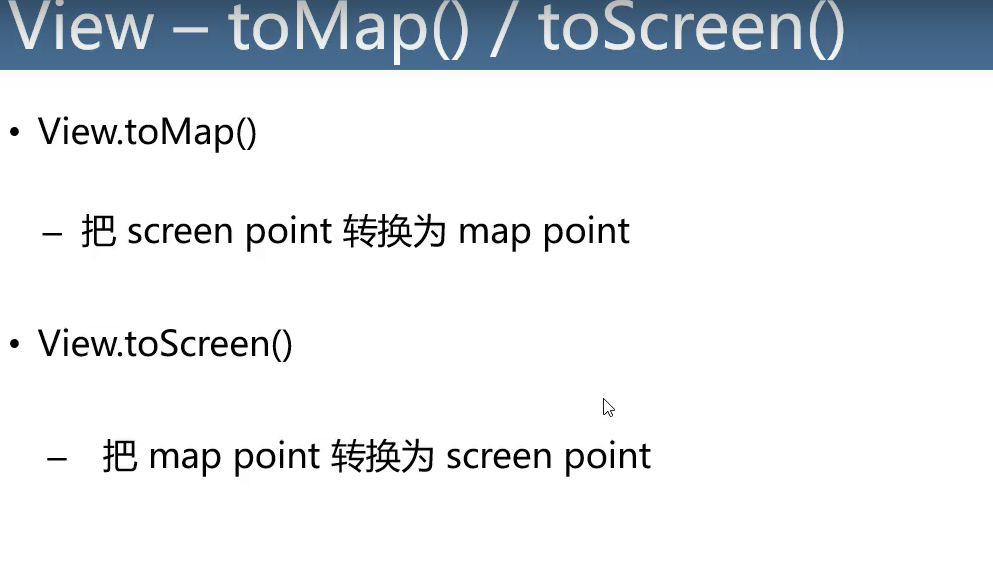 View – toMap() / toScreen()
• View.toMap()
– 把 screen point 转换为 map point
• View.toScreen()
– 把 map point 转换为 screen point